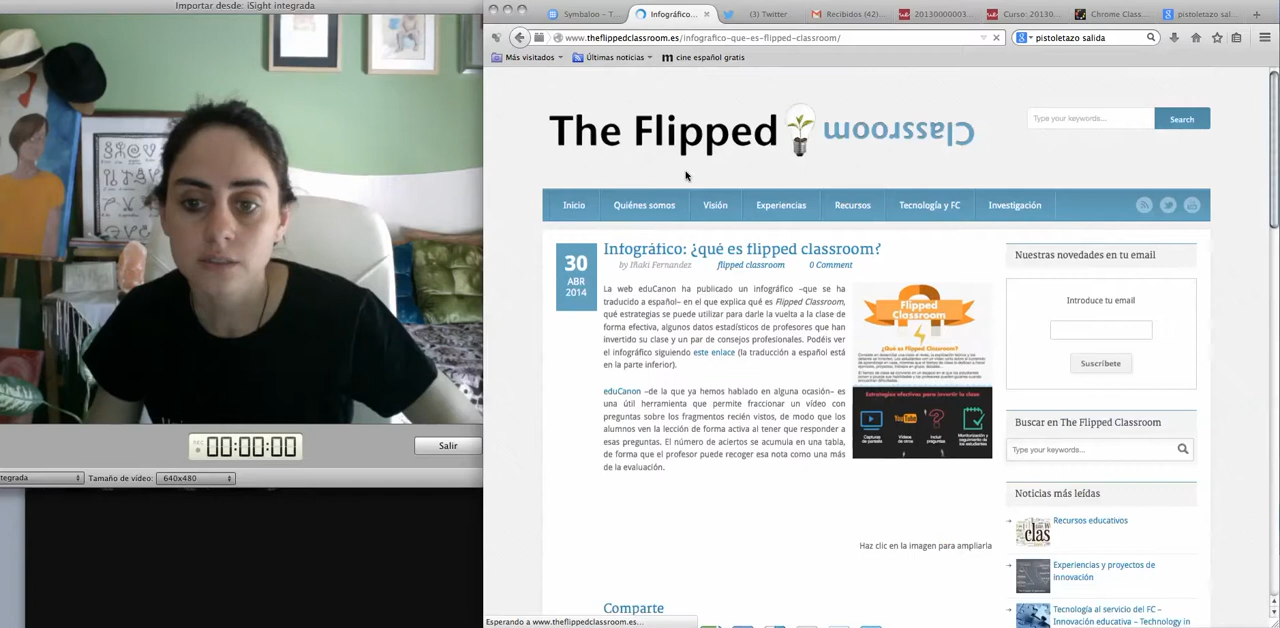 Importar desde: iSight integrada
00:00:00
Salir
ntegrada
Tamaño de vídeo: 640x480
Symbaloo – T...
Infográfico...
(3) Twitter
Recibidos (42)...
20130000003...
Curso: 20130...
Chrome Class...
pistoletazo sal...
www.theflippedclassroom.es/infografico-que-es-flipped-classroom/
pistoletazo salida
Más visitados
Últimas noticias
cine español gratis
The Flipped Classroom
Type your keywords...
Search
Inicio
Quiénes somos
Visión
Experiencias
Recursos
Tecnología y FC
Investigación
30
ABR
2014
Infográfico: ¿qué es flipped classroom?
by Iñaki Fernandez
flipped classroom
0 Comment
La web eduCanon ha publicado un infográfico –que se ha
traducido a español– en el que explica qué es Flipped Classroom,
qué estrategias se puede utilizar para darle la vuelta a la clase de
forma efectiva, algunos datos estadísticos de profesores que han
invertido su clase y un par de consejos profesionales. Podéis ver
el infográfico siguiendo este enlace (la traducción a español está
en la parte inferior).
eduCanon –de la que ya hemos hablado en alguna ocasión– es
una útil herramienta que permite fraccionar un vídeo con
preguntas sobre los fragmentos recién vistos, de modo que los
alumnos ven la lección de forma activa al tener que responder a
esas preguntas. El número de aciertos se acumula en una tabla,
de forma que el profesor puede recoger esa nota como una más
de la evaluación.
Flipped
Classroom
¿Qué es Flipped Classroom?
Estrategias efectivas para invertir la clase
YouTube
Haz clic en la imagen para ampliarla
Comparte
Nuestras novedades en tu email
Introduce tu email
Suscríbete
Buscar en The Flipped Classroom
Type your keywords...
Noticias más leídas
Recursos educativos
Experiencias y proyectos de
innovación
Tecnología al servicio del FC –
Innovación educativa – Technology in
Esperando a www.theflippedclassroom.es...